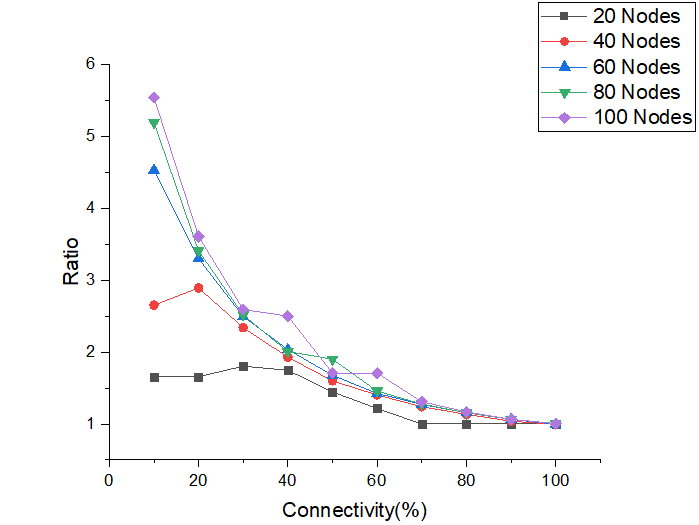 20 Nodes
40 Nodes
60 Nodes
80 Nodes
100 Nodes
6
5
4
3
2
1
Ratio
0 20 40 60 80 100
Connectivity(%)